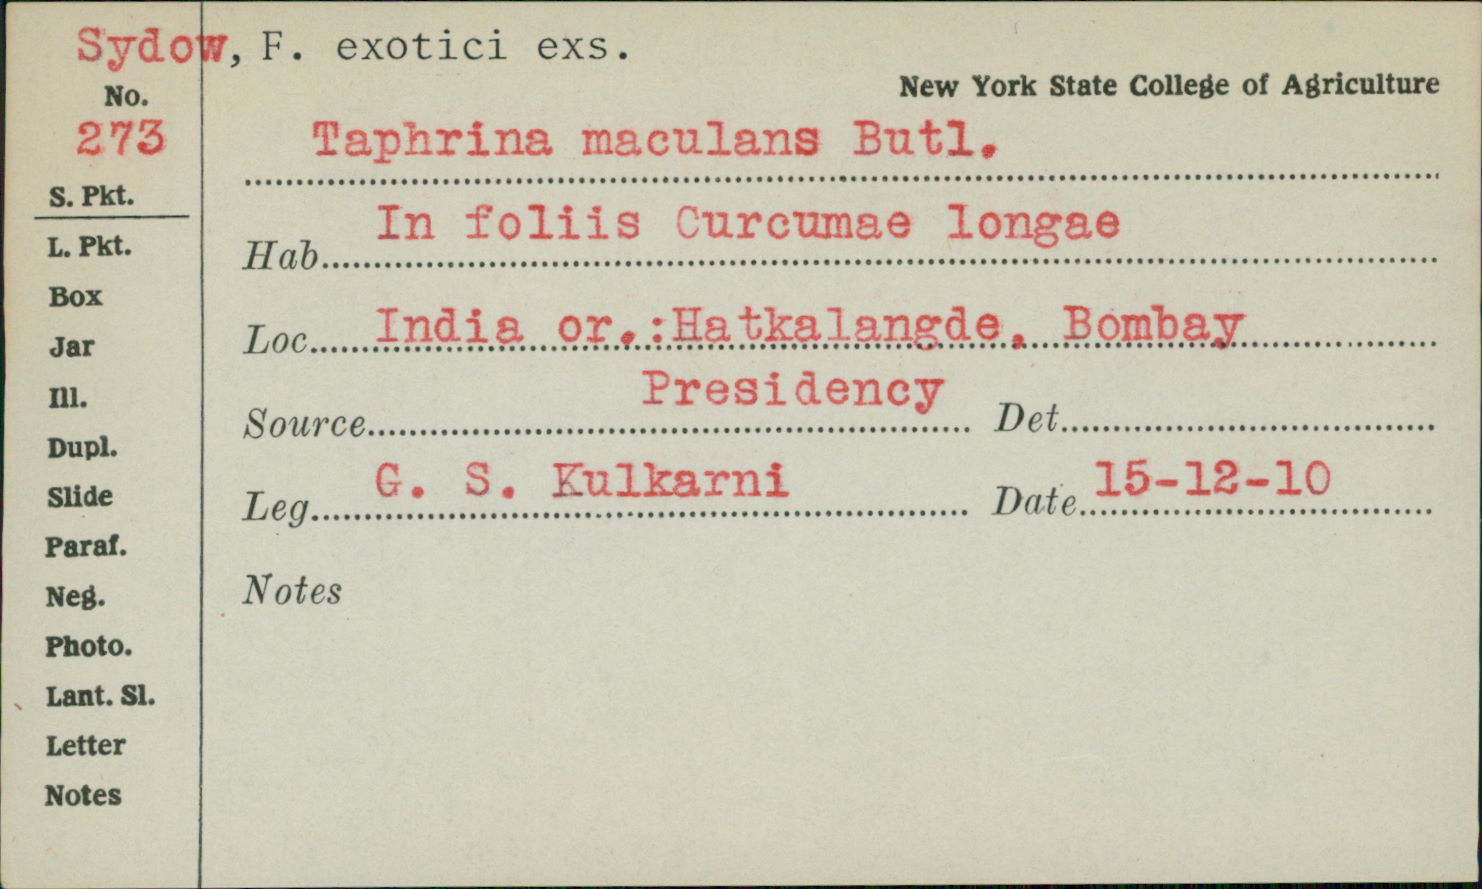 Sydow, F. exotici exs.
New York State College of Agriculture
No.
273
Taphrina maculans Butl.
S. Pkt.
L. Pkt.
Box
Jar
Ill.
Dupl.
Slide
Paraf.
Neg.
Photo.
Lant. Sl.
Letter
Notes
Hab. In foliis Curcumae longae
Loc. India or.:Hatkalangde, Bombay
Presidency
Source Det.
Leg. G. S. Kulkarni Date 15-12-10
Notes